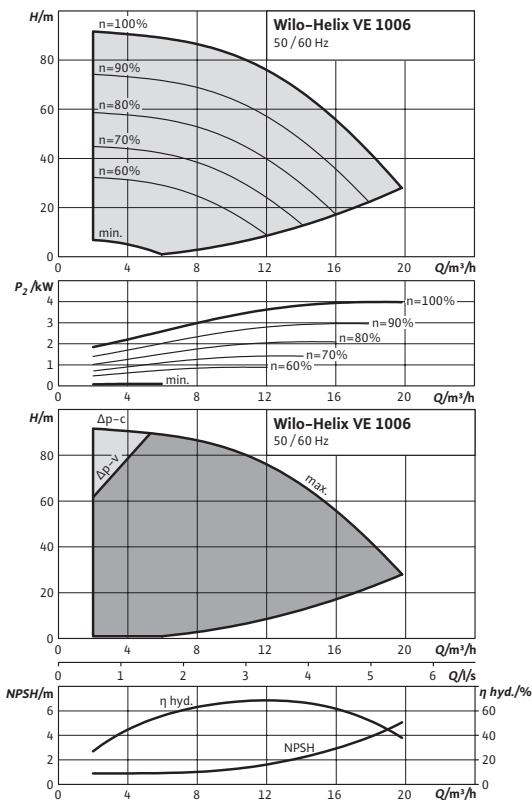 H/m
n=100%
Wilo-Helix VE 1006
50 / 60 Hz
80
n=90%
60
n=80%
40
n=70%
n=60%
20
min.
0
0
4
8
12
16
20
Q/m³/h
P₂ /kW
4
n=100%
3
n=90%
2
n=80%
1
n=70%
n=60%
0
min.
0
4
8
12
16
20
Q/m³/h
H/m
Δp-c
Wilo-Helix VE 1006
50 / 60 Hz
80
Δp-v
max.
60
40
20
0
0
4
8
12
16
20
Q/m³/h
0
1
2
3
4
5
6
Q/l/s
NPSH/m
η hyd./%
η hyd.
6
60
4
40
NPSH
2
20
0
0
0
4
8
12
16
20
Q/m³/h